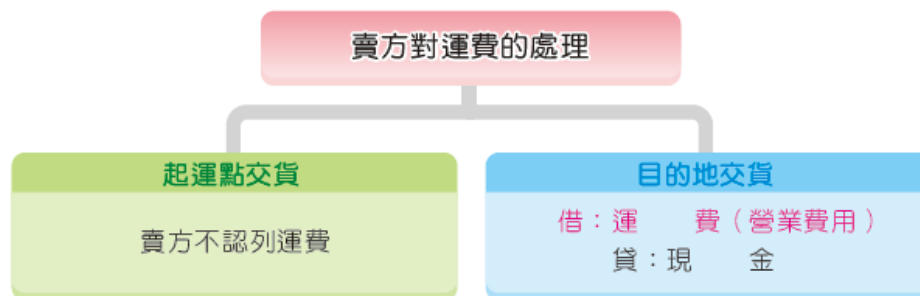 賣方對運費的處理
起運點交貨
賣方不認列運費
目的地交貨
借：運　　費（營業費用）
貸：現　　金